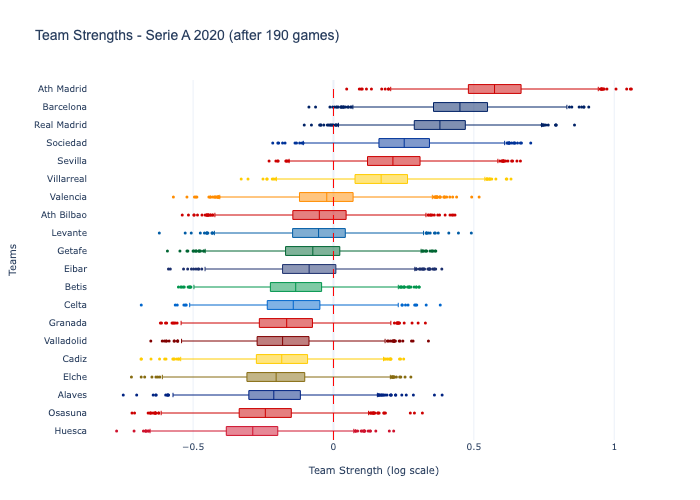 Team Strengths - Serie A 2020 (after 190 games)
Ath Madrid
Barcelona
Real Madrid
Sociedad
Sevilla
Villarreal
Valencia
Ath Bilbao
Levante
Getafe
Eibar
Betis
Celta
Granada
Valladolid
Cadiz
Elche
Alaves
Osasuna
Huesca
Teams
−0.5 0 0.5 1
Team Strength (log scale)